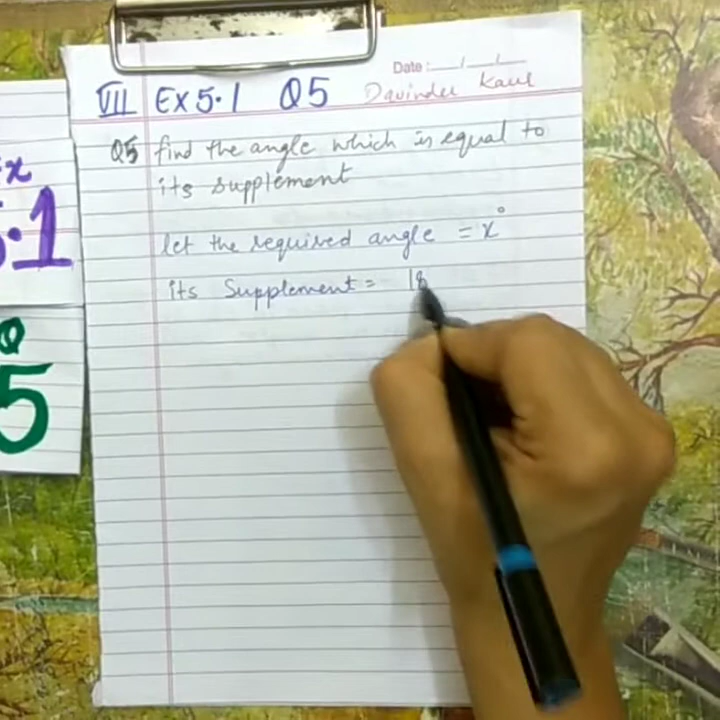 Date :
VII EX 5.1 Q5 Davinder Kaur
Q5 find the angle which is equal to
its supplement
let the required angle = x°
its Supplement = 18
x
5.1
Q
5